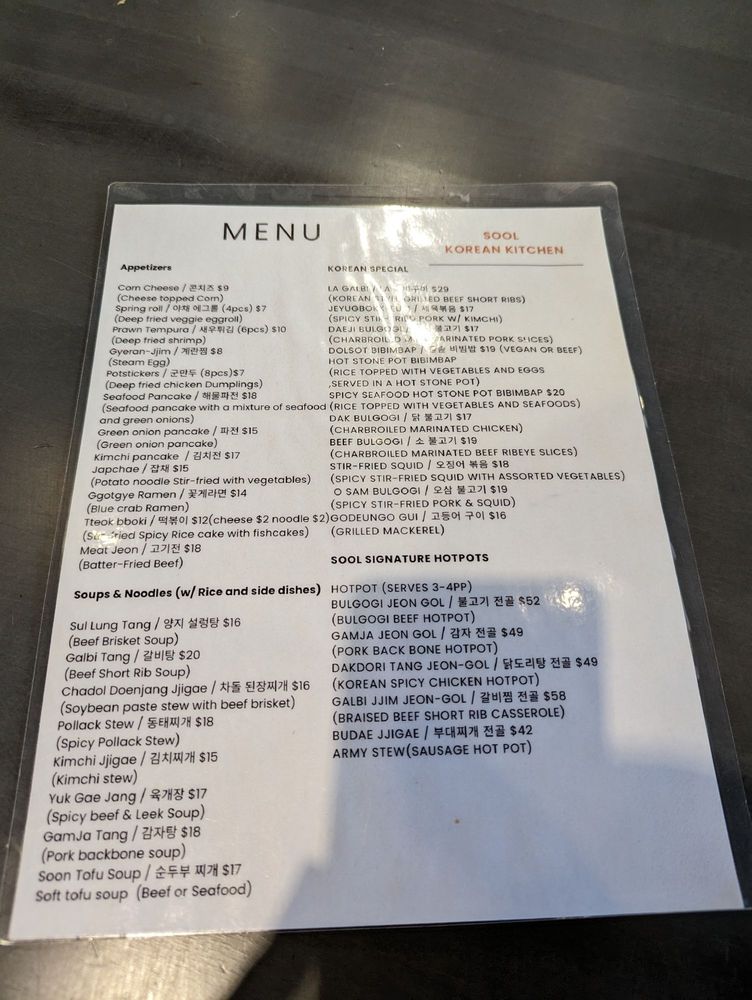 MENU
SOOL
KOREAN KITCHEN
Appetizers
Corn Cheese / 콘치즈 $9
(Cheese topped Corn)
Spring roll / 야채 에그롤 (4pcs) $7
(Deep fried veggie eggroll)
Prawn Tempura / 새우튀김 (6pcs) $10
(Deep fried shrimp)
Gyeran-Jjim / 계란찜 $8
(Steam Egg)
Potstickers / 군만두 (8pcs)$7
(Deep fried chicken Dumplings)
Seafood Pancake / 해물파전 $18
(Seafood pancake with a mixture of seafood
and green onions)
Green onion pancake / 파전 $15
(Green onion pancake)
Kimchi pancake / 김치전 $17
Japchae / 잡채 $15
(Potato noodle Stir-fried with vegetables)
Ggotgye Ramen / 꽃게라면 $14
(Blue crab Ramen)
Tteok bboki / 떡볶이 $12(cheese $2 noodle $2)
(Stir-fried Spicy Rice cake with fishcakes)
Meat Jeon / 고기전 $18
(Batter-Fried Beef)
Soups & Noodles (w/ Rice and side dishes)
Sul Lung Tang / 양지 설렁탕 $16
(Beef Brisket Soup)
Galbi Tang / 갈비탕 $20
(Beef Short Rib Soup)
Chadol Doenjang Jjigae / 차돌 된장찌개 $16
(Soybean paste stew with beef brisket)
Pollack Stew / 동태찌개 $18
(Spicy Pollack Stew)
Kimchi Jjigae / 김치찌개 $15
(Kimchi stew)
Yuk Gae Jang / 육개장 $17
(Spicy beef & Leek Soup)
GamJa Tang / 감자탕 $18
(Pork backbone soup)
Soon Tofu Soup / 순두부 찌개 $17
Soft tofu soup (Beef or Seafood)
KOREAN SPECIAL
LA GALBI / $29
(KOREAN STYLE GRILLED BEEF SHORT RIBS)
/ 제육볶음 $17
(SPICY STIR-FRIED PORK W/ KIMCHI)
DAEJI BULGOGI / 불고기 $17
(CHARBROILED MARINATED PORK SLICES)
DOLSOT BIBIMBAP / 돌솥 비빔밥 $19 (VEGAN OR BEEF)
HOT STONE POT BIBIMBAP
(RICE TOPPED WITH VEGETABLES AND EGGS
,SERVED IN A HOT STONE POT)
SPICY SEAFOOD HOT STONE POT BIBIMBAP $20
(RICE TOPPED WITH VEGETABLES AND SEAFOODS)
DAK BULGOGI / 닭 불고기 $17
(CHARBROILED MARINATED CHICKEN)
BEEF BULGOGI / 소 불고기 $19
(CHARBROILED MARINATED BEEF RIBEYE SLICES)
STIR-FRIED SQUID / 오징어 볶음 $18
(SPICY STIR-FRIED SQUID WITH ASSORTED VEGETABLES)
O SAM BULGOGI / 오삼 불고기 $19
(SPICY STIR-FRIED PORK & SQUID)
GODEUNGO GUI / 고등어 구이 $16
(GRILLED MACKEREL)
SOOL SIGNATURE HOTPOTS
HOTPOT (SERVES 3-4PP)
BULGOGI JEON GOL / 불고기 전골 $52
(BULGOGI BEEF HOTPOT)
GAMJA JEON GOL / 감자 전골 $49
(PORK BACK BONE HOTPOT)
DAKDORI TANG JEON-GOL / 닭도리탕 전골 $49
(KOREAN SPICY CHICKEN HOTPOT)
GALBI JJIM JEON-GOL / 갈비찜 전골 $58
(BRAISED BEEF SHORT RIB CASSEROLE)
BUDAE JJIGAE / 부대찌개 전골 $42
ARMY STEW(SAUSAGE HOT POT)